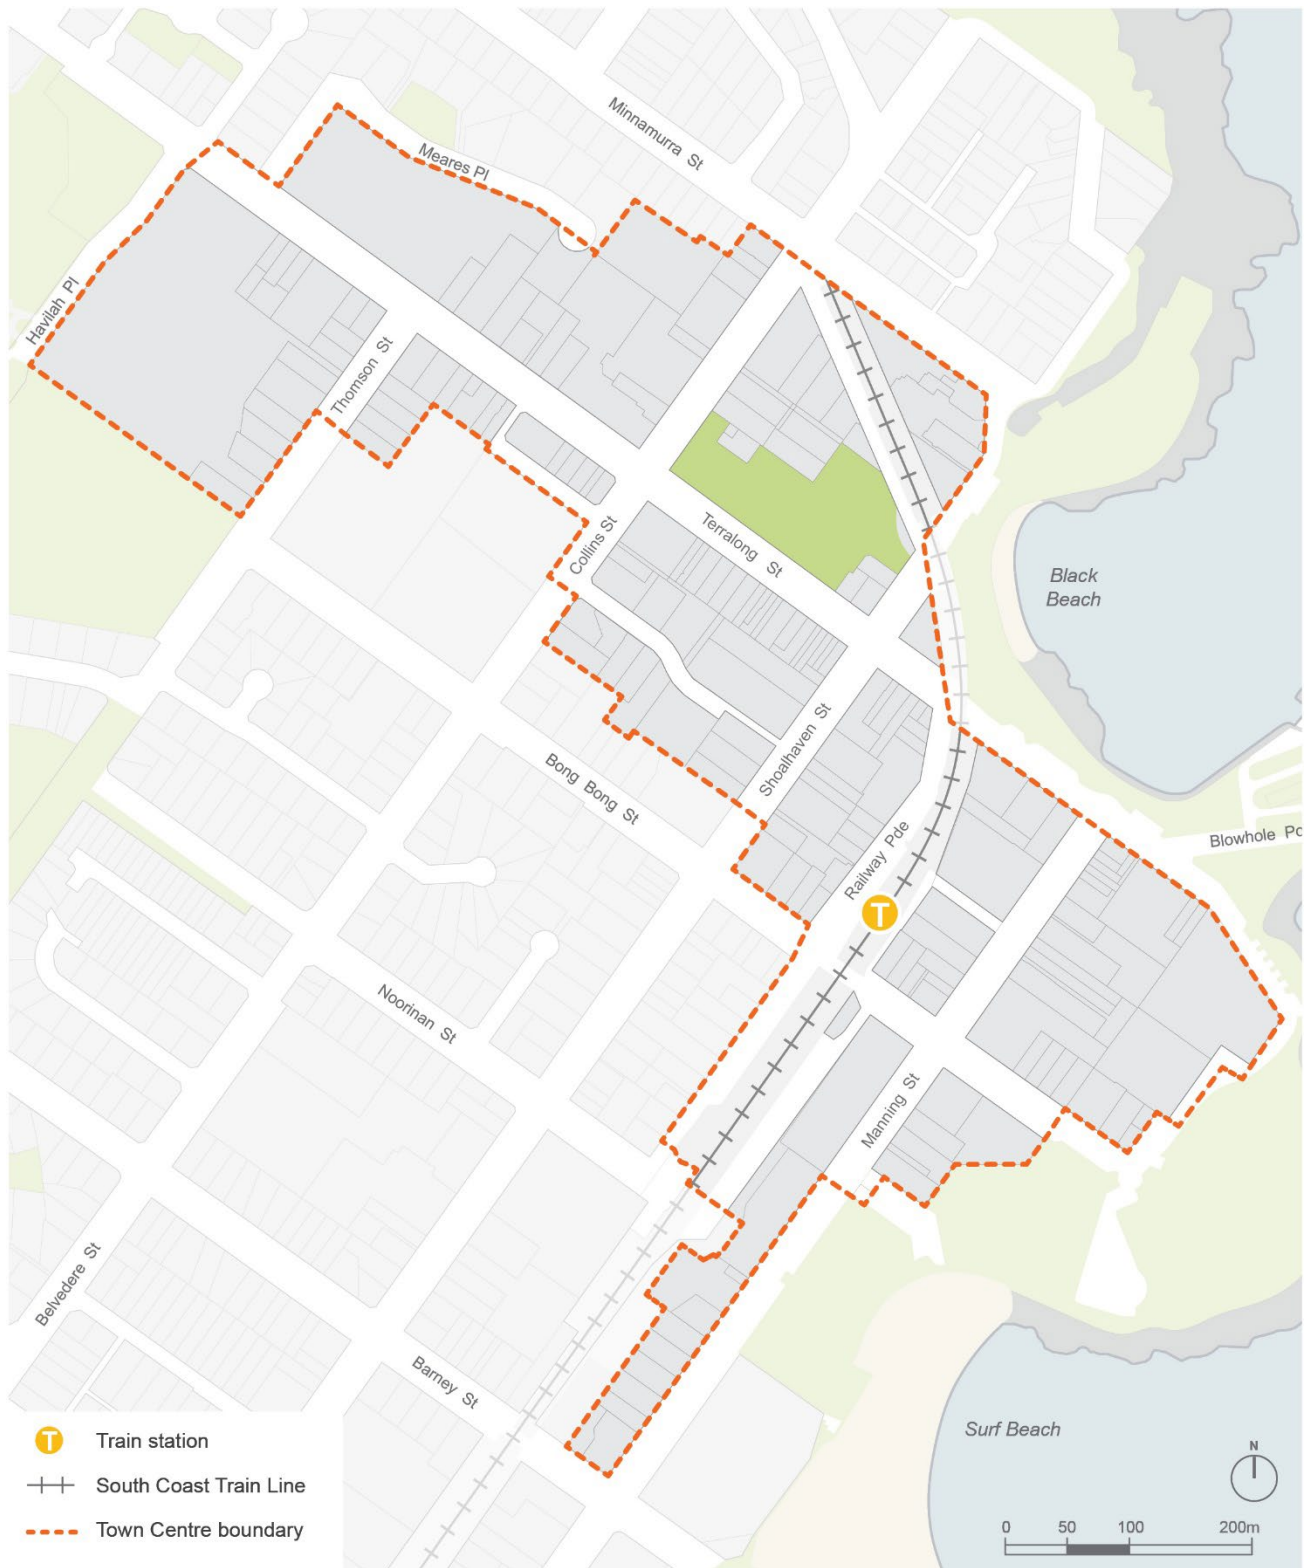 Minnamurra St
Meares Pl
Havilah Pl
Thomson St
Collins St
Terralong St
Black
Beach
Shoalhaven St
Bong Bong St
Railway Pde
Blowhole Po
T
Noorinan St
Manning St
Belvedere St
Barney St
Surf Beach
T Train station
South Coast Train Line
Town Centre boundary
N
0 50 100 200m